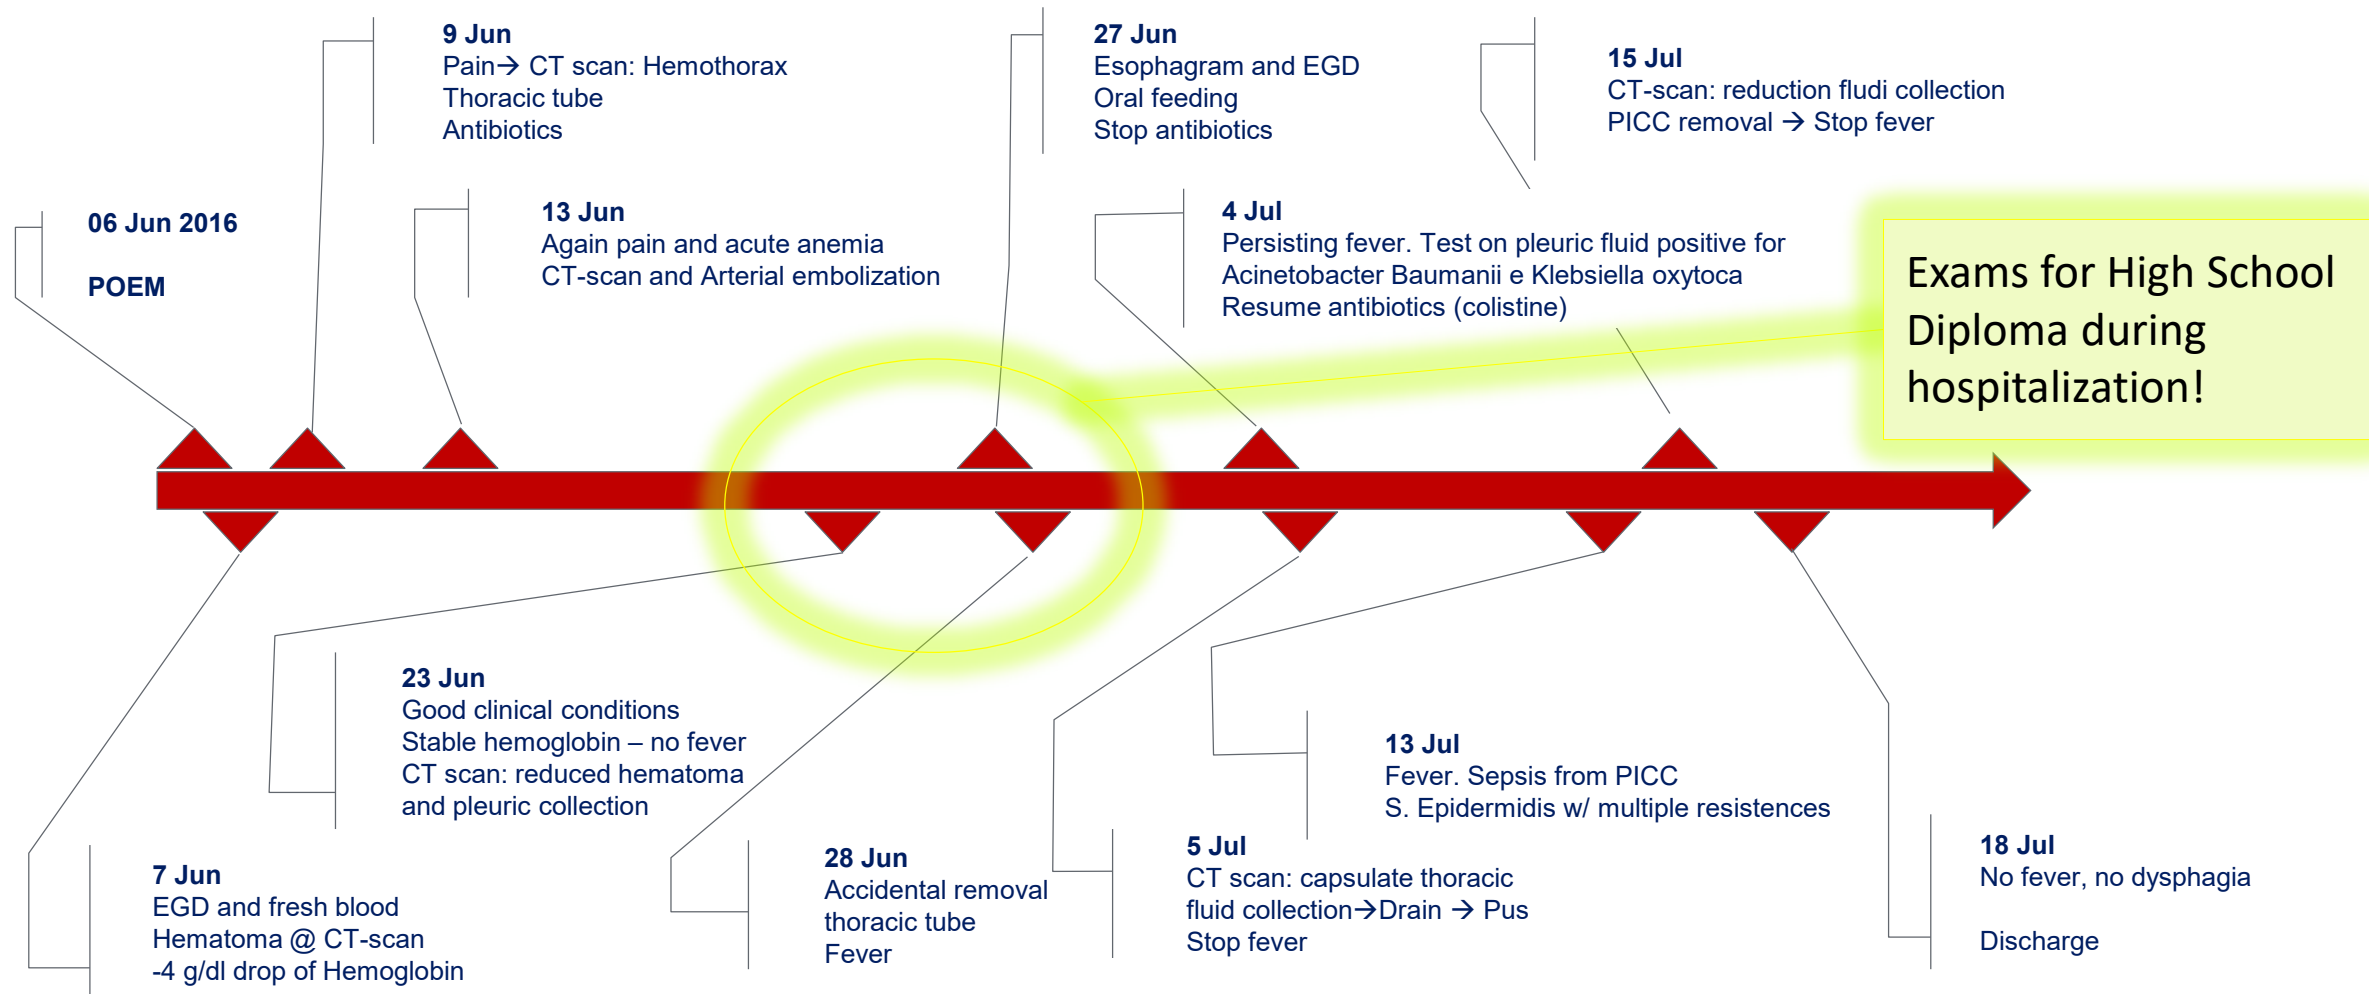 06 Jun 2016
POEM
9 Jun
Pain→ CT scan: Hemothorax
Thoracic tube
Antibiotics
13 Jun
Again pain and acute anemia
CT-scan and Arterial embolization
27 Jun
Esophagram and EGD
Oral feeding
Stop antibiotics
4 Jul
Persisting fever. Test on pleuric fluid positive for
Acinetobacter Baumanii e Klebsiella oxytoca
Resume antibiotics (colistine)
15 Jul
CT-scan: reduction fludi collection
PICC removal → Stop fever
Exams for High School
Diploma during
hospitalization!
7 Jun
EGD and fresh blood
Hematoma @ CT-scan
-4 g/dl drop of Hemoglobin
23 Jun
Good clinical conditions
Stable hemoglobin – no fever
CT scan: reduced hematoma
and pleuric collection
28 Jun
Accidental removal
thoracic tube
Fever
5 Jul
CT scan: capsulate thoracic
fluid collection→Drain → Pus
Stop fever
13 Jul
Fever. Sepsis from PICC
S. Epidermidis w/ multiple resistences
18 Jul
No fever, no dysphagia
Discharge